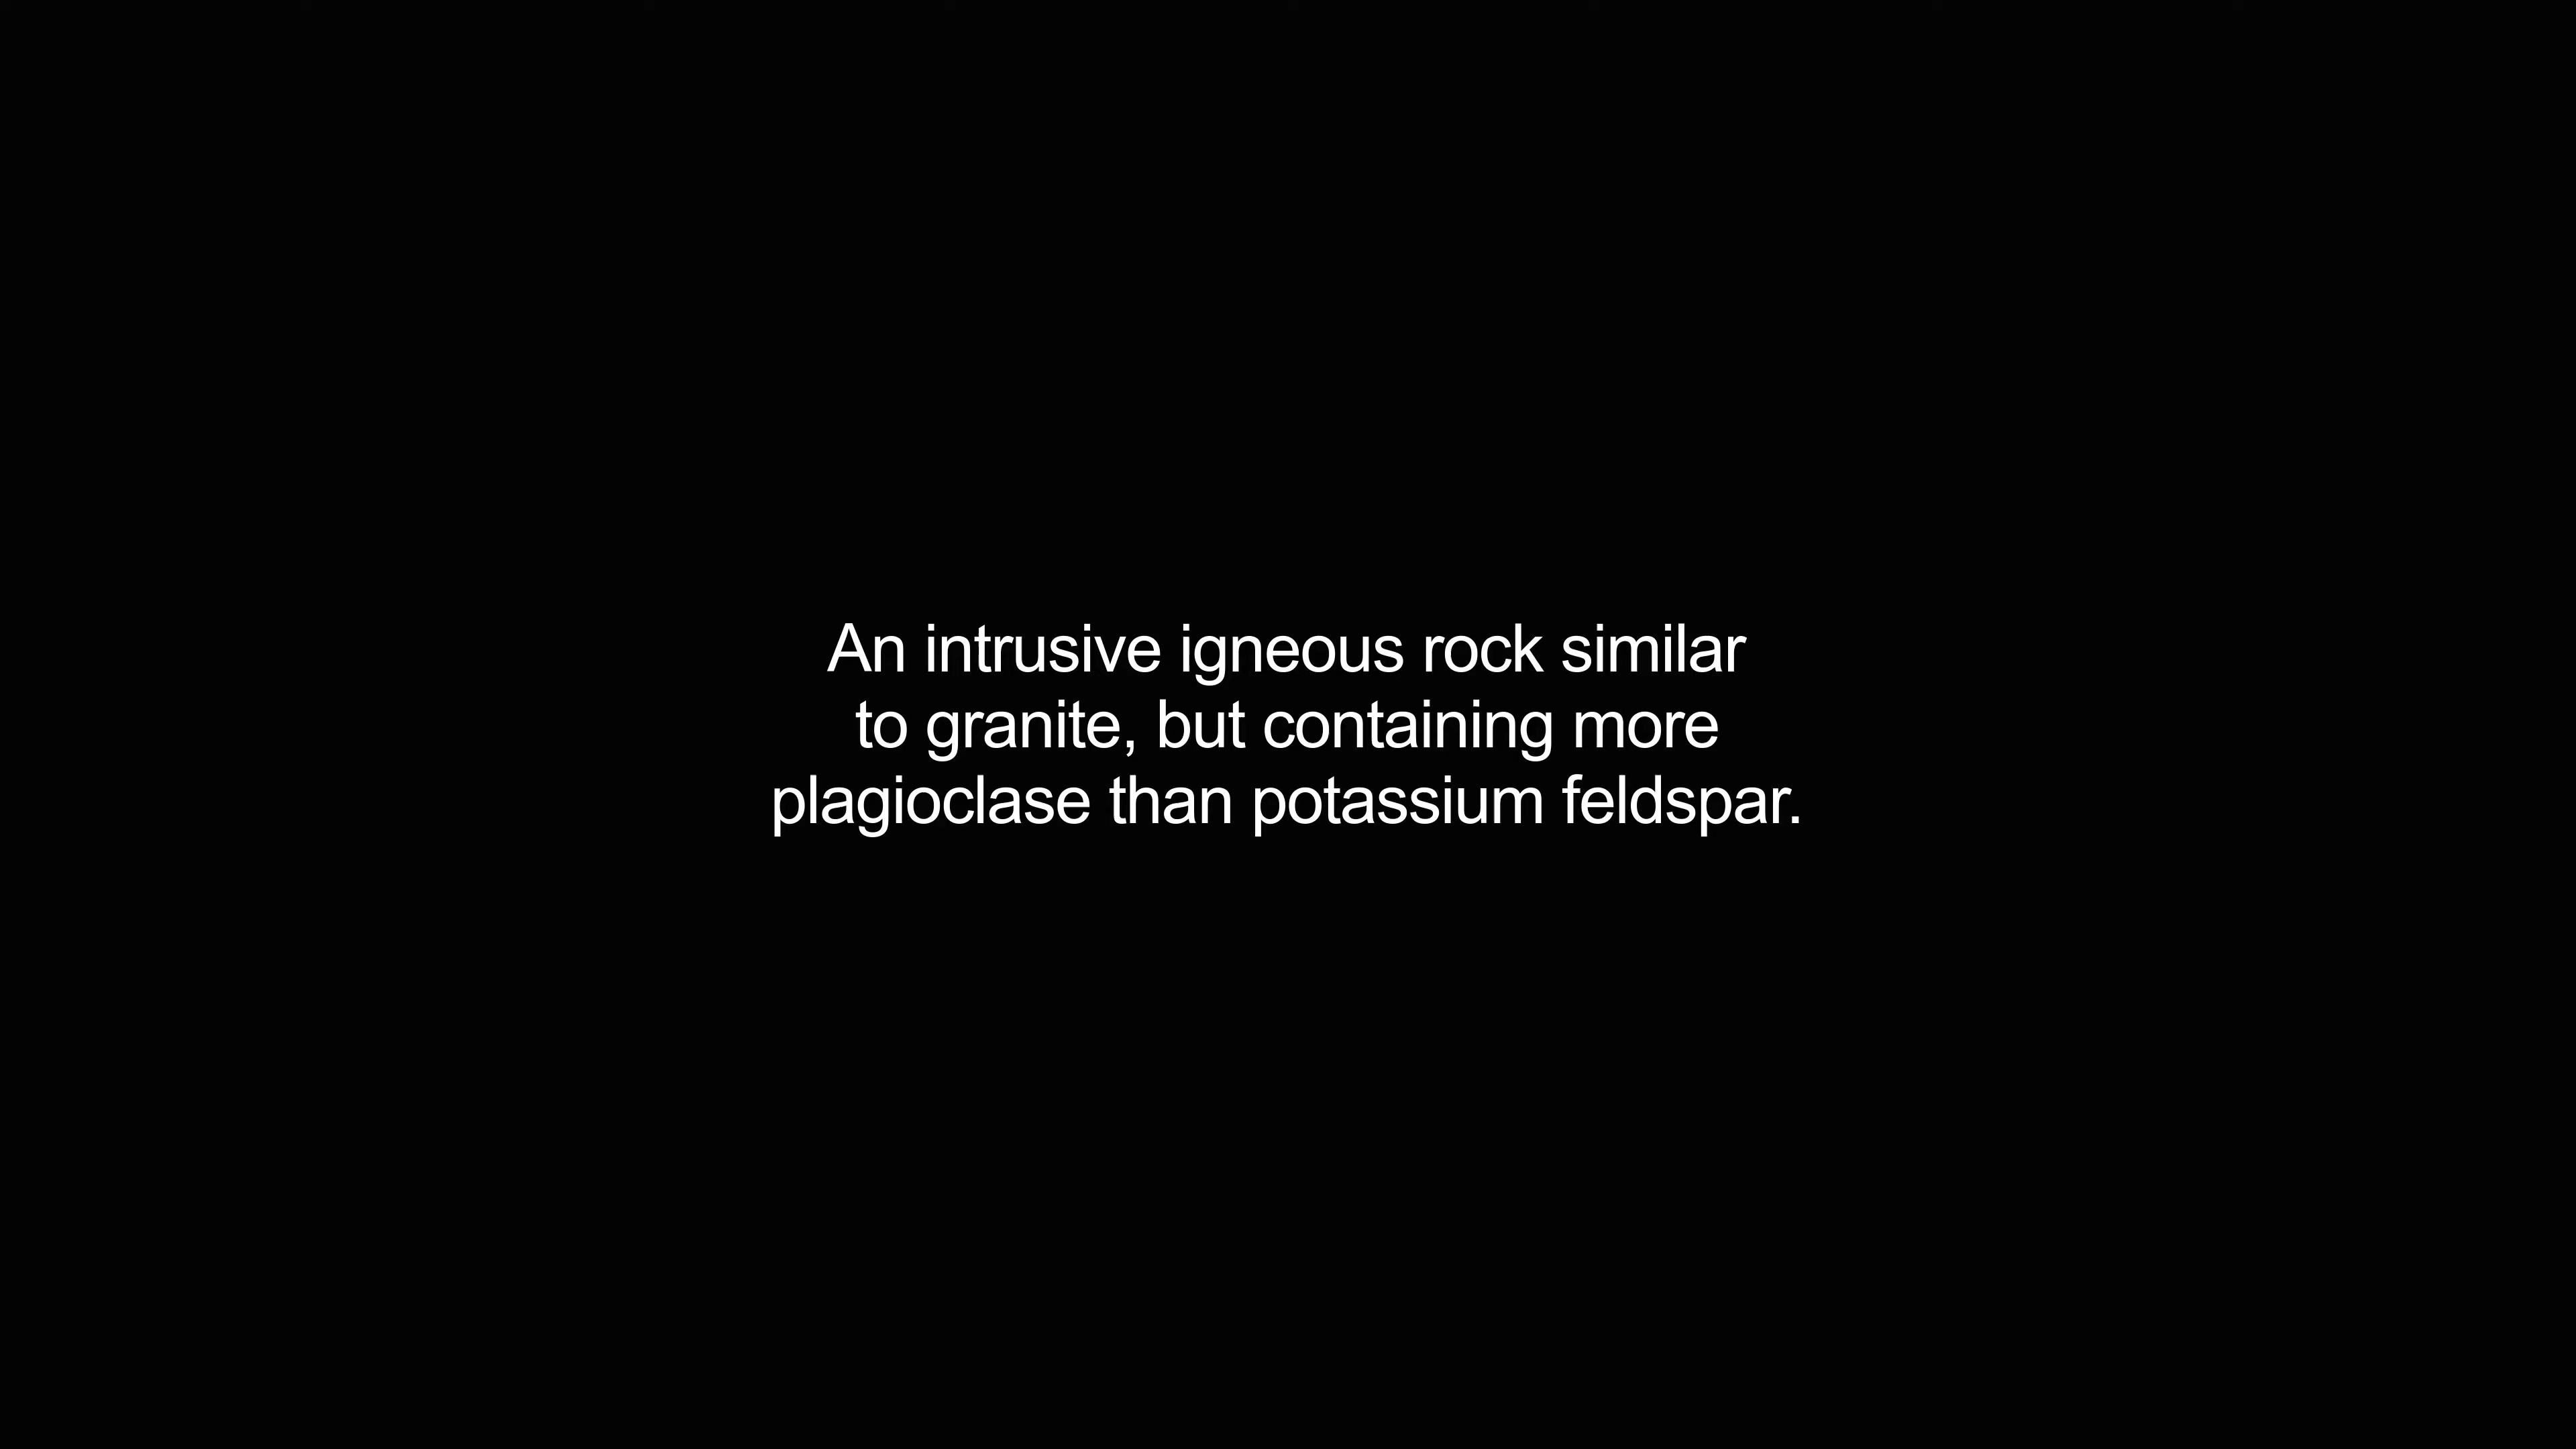 An intrusive igneous rock similar
to granite, but containing more
plagioclase than potassium feldspar.